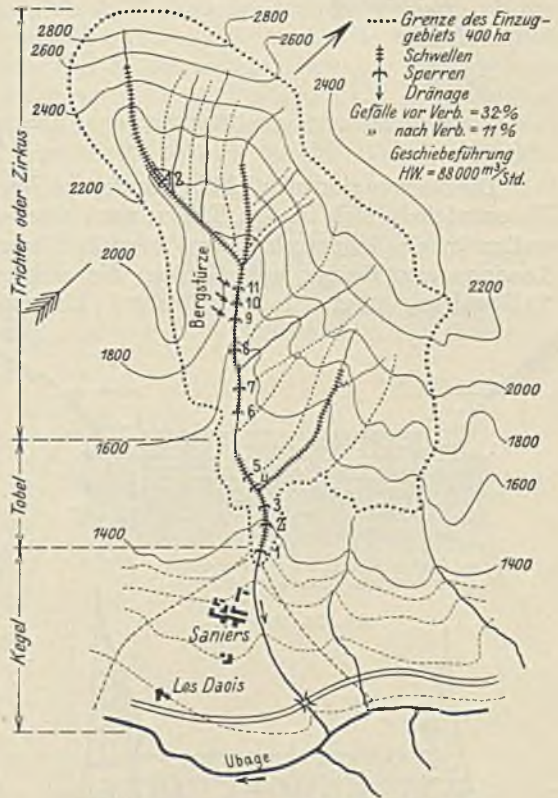 2800
2800
2600
2600
2400
2400
2200
2000
1800
1600
1400
Grenze des Einzug-
gebiets 400 ha
Schwellen
Sperren
Dränage
Gefälle vor Verb. = 32 %
" nach Verb. = 11 %
Geschiebeführung
HW. = 88 000 m³/Std.
2200
2000
1800
1600
1400
Trichter oder Zirkus
Tobel
Kegel
Bergstürze
11
10
9
8
7
6
5
4
3
2
1
Saniers
Les Daois
Ubage